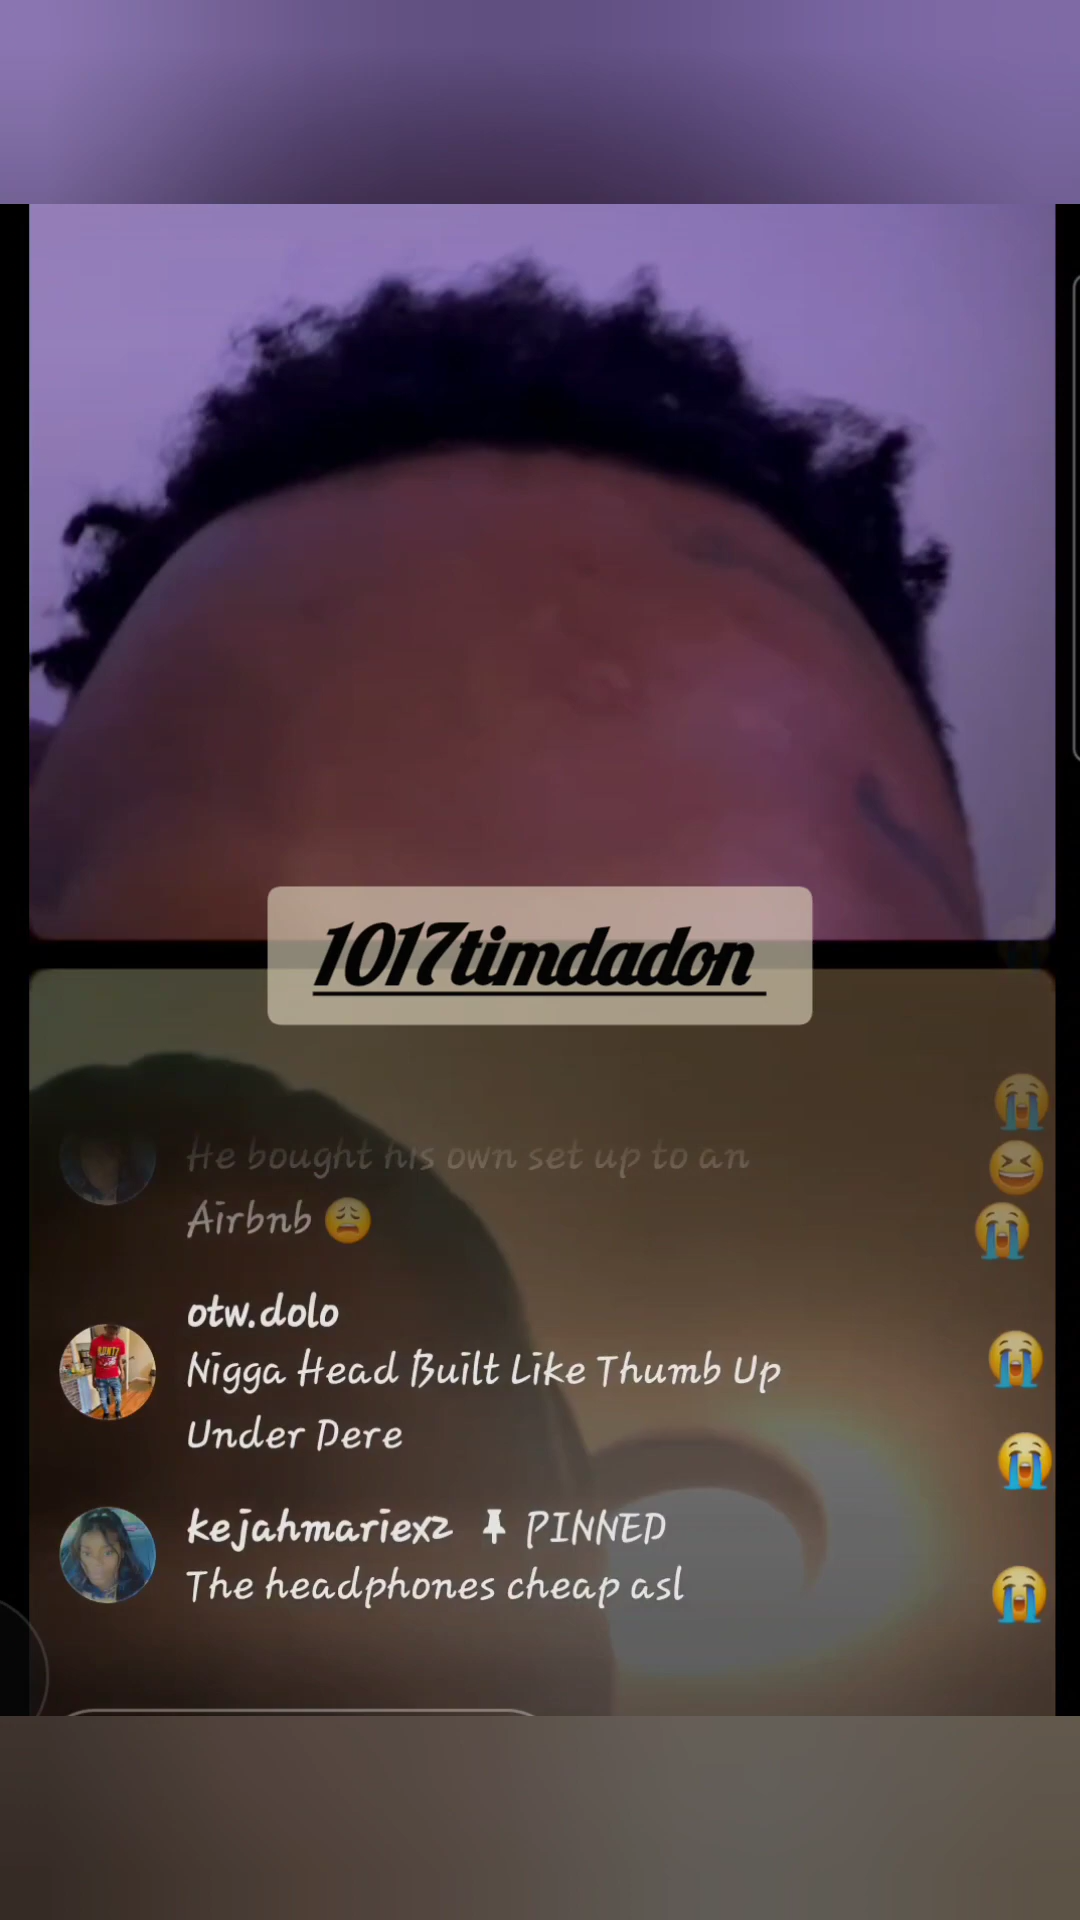 1017timdadon
He bought his own set up to an
Airbnb 😩
otw.dolo
Nigga Head Built Like Thumb Up
Under Dere
kejahmariexz 📌 PINNED
The headphones cheap asl